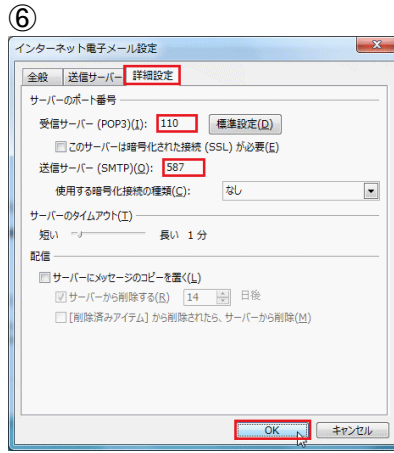 ⑥
インターネット電子メール設定
全般 送信サーバー 詳細設定
サーバーのポート番号
受信サーバー (POP3)(I): 110 標準設定(D)
このサーバーは暗号化された接続 (SSL) が必要(E)
送信サーバー (SMTP)(O): 587
使用する暗号化接続の種類(C): なし
サーバーのタイムアウト(T)
短い 長い 1 分
配信
サーバーにメッセージのコピーを置く(L)
サーバーから削除する(R) 14 日後
[削除済みアイテム] から削除されたら、サーバーから削除(M)
OK キャンセル